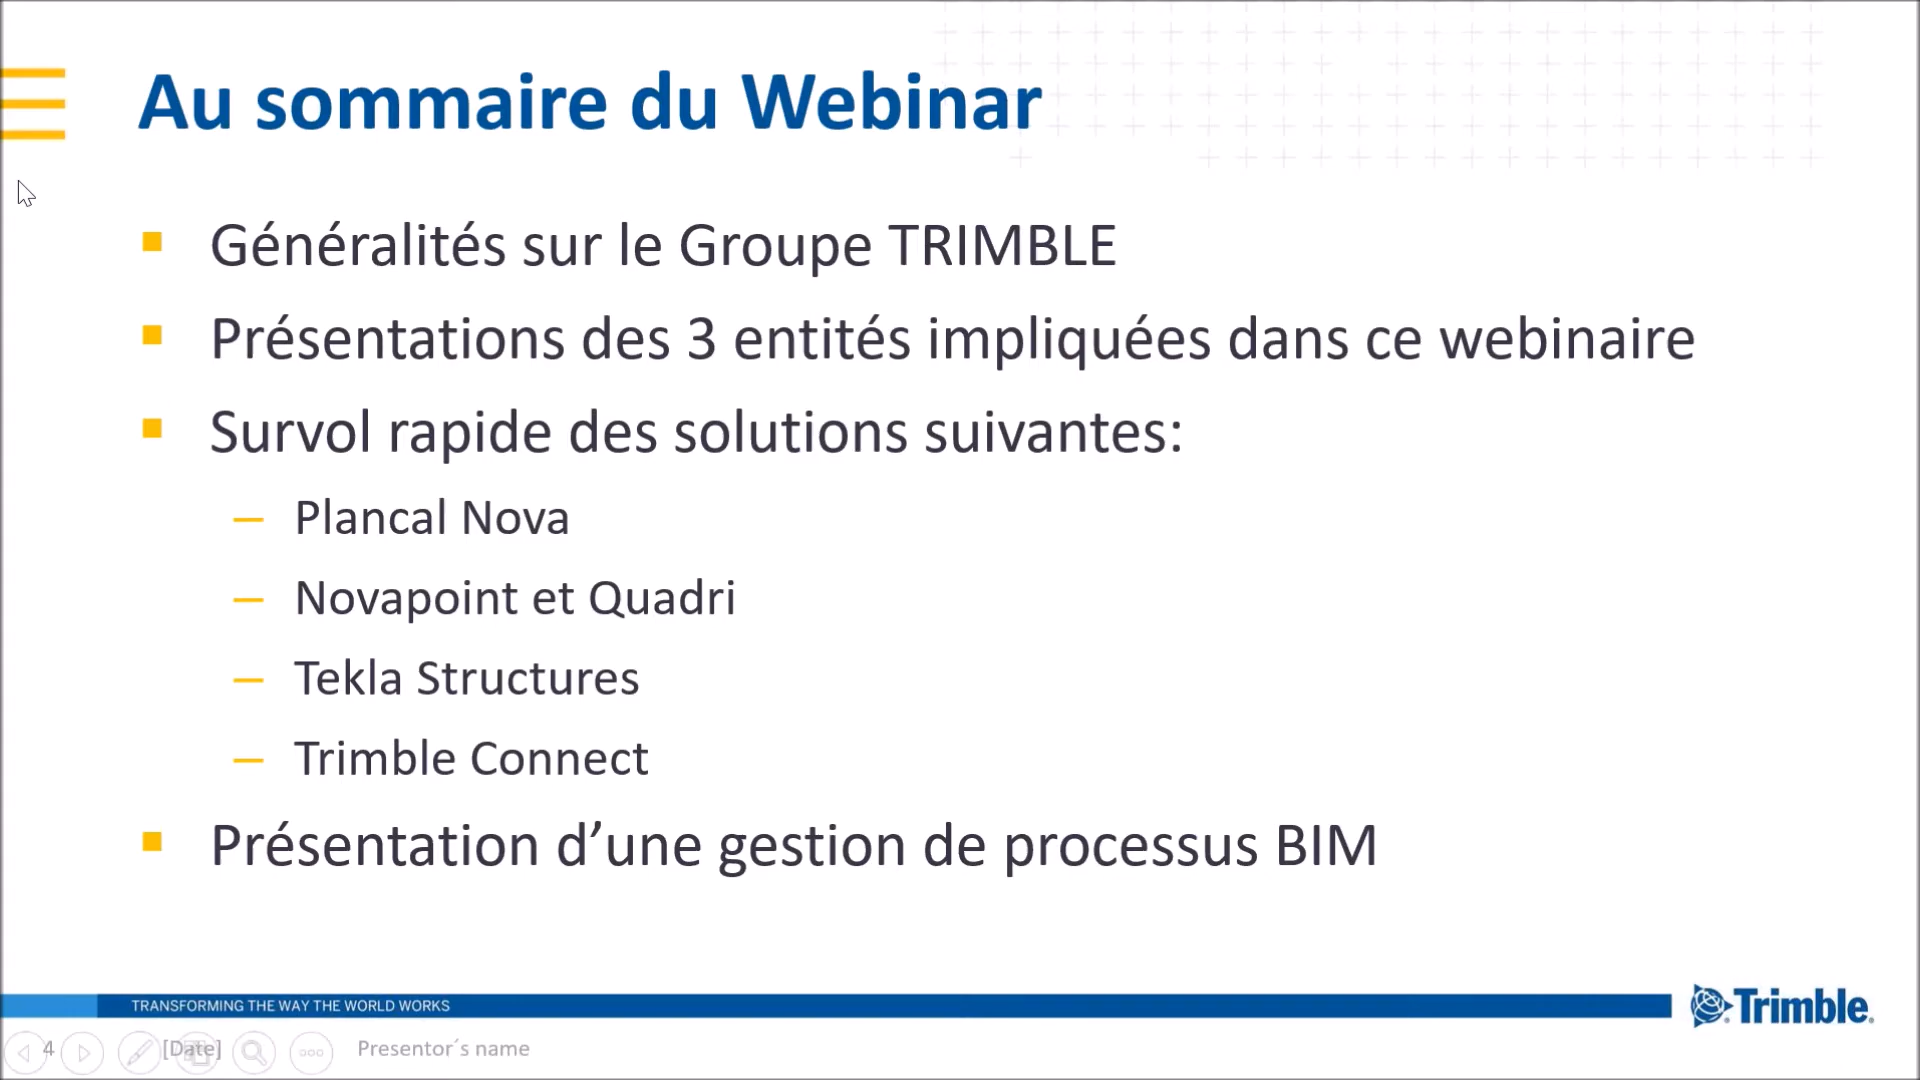 Au sommaire du Webinar
Généralités sur le Groupe TRIMBLE
Présentations des 3 entités impliquées dans ce webinaire
Survol rapide des solutions suivantes:
– Plancal Nova
– Novapoint et Quadri
– Tekla Structures
– Trimble Connect
Présentation d’une gestion de processus BIM
TRANSFORMING THE WAY THE WORLD WORKS
Trimble.
4 [Date] Presentor´s name